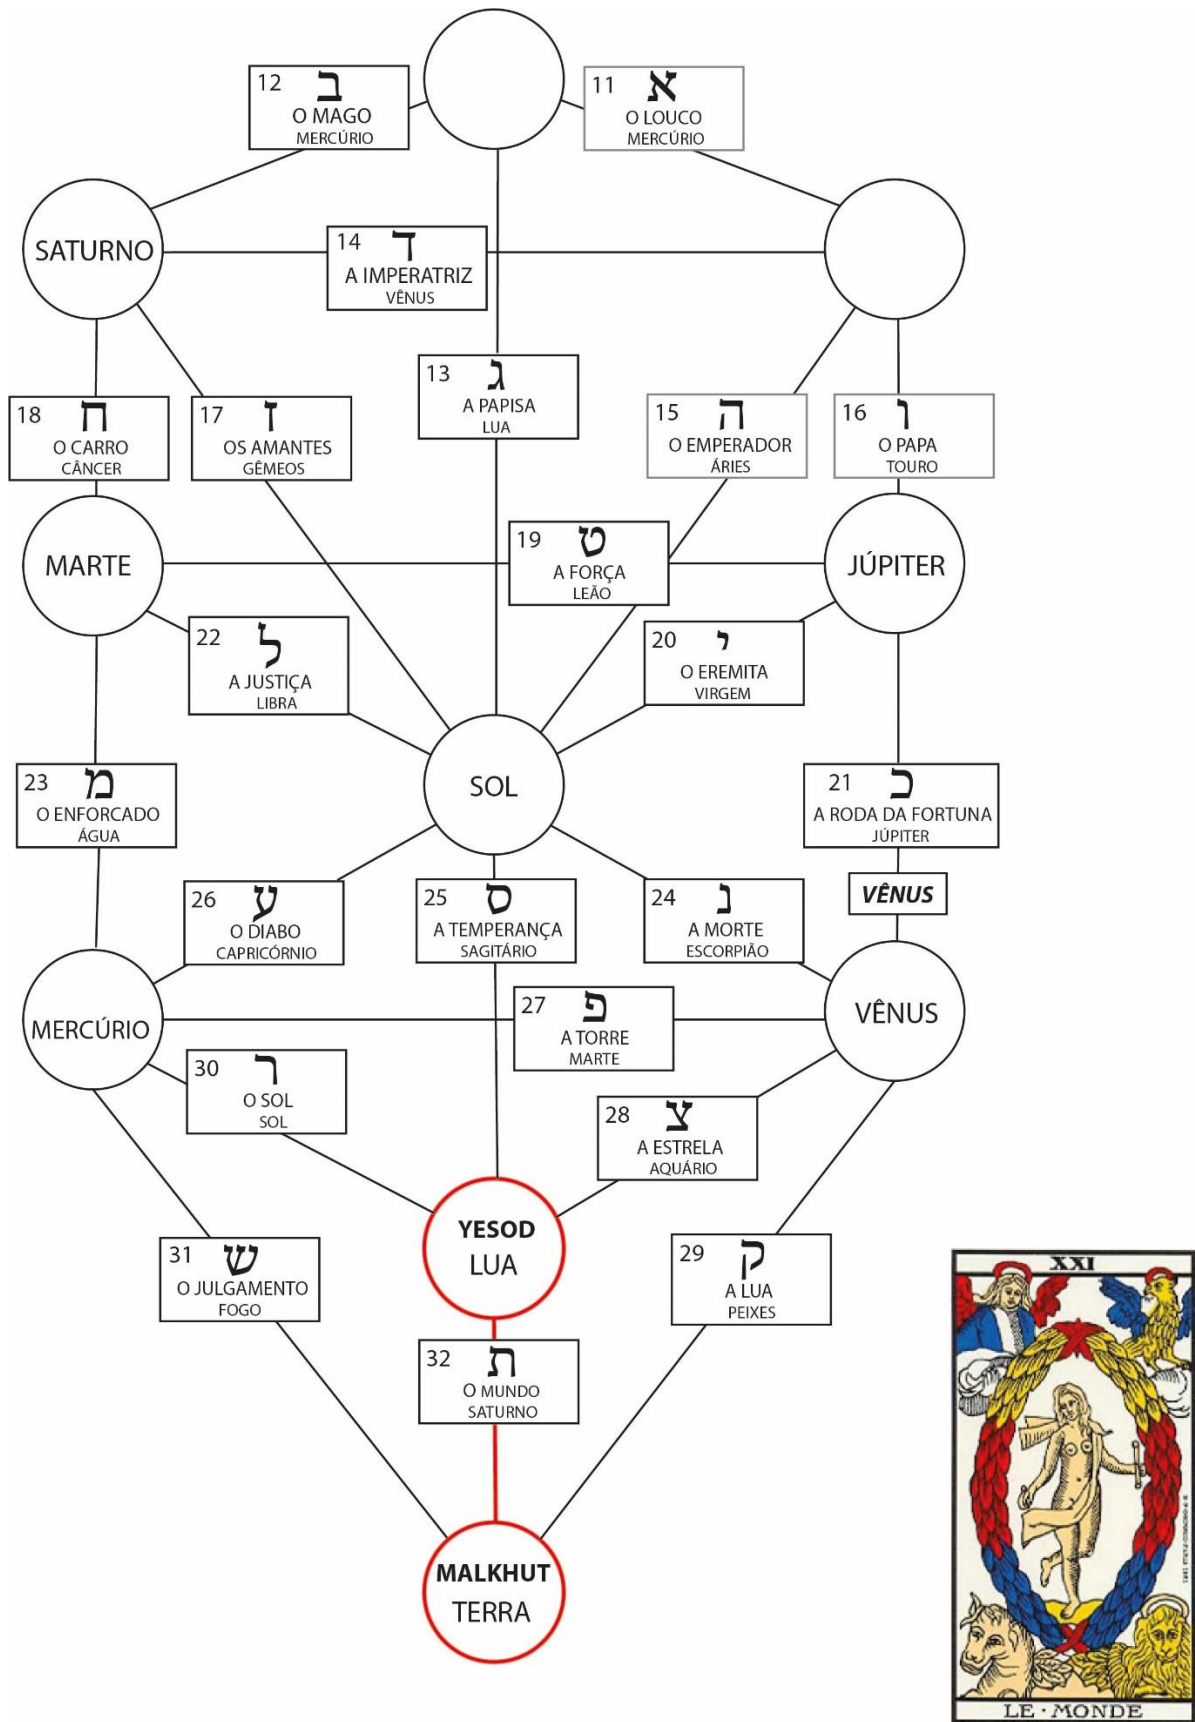 12 ב
O MAGO
MERCÚRIO
11 א
O LOUCO
MERCÚRIO
SATURNO
14 ד
A IMPERATRIZ
VÊNUS
13 ג
A PAPISA
LUA
18 ח
O CARRO
CÂNCER
17 ז
OS AMANTES
GÊMEOS
15 ה
O EMPERADOR
ÁRIES
16 ו
O PAPA
TOURO
MARTE
19 ט
A FORÇA
LEÃO
JÚPITER
22 ל
A JUSTIÇA
LIBRA
20 י
O EREMITA
VIRGEM
SOL
23 מ
O ENFORCADO
ÁGUA
21 כ
A RODA DA FORTUNA
JÚPITER
VÊNUS
26 ע
O DIABO
CAPRICÓRNIO
25 ס
A TEMPERANÇA
SAGITÁRIO
24 נ
A MORTE
ESCORPIÃO
MERCÚRIO
27 פ
A TORRE
MARTE
VÊNUS
30 ר
O SOL
SOL
28 צ
A ESTRELA
AQUÁRIO
YESOD
LUA
31 ש
O JULGAMENTO
FOGO
29 ק
A LUA
PEIXES
32 ת
O MUNDO
SATURNO
MALKHUT
TERRA
XXI
LE·MONDE